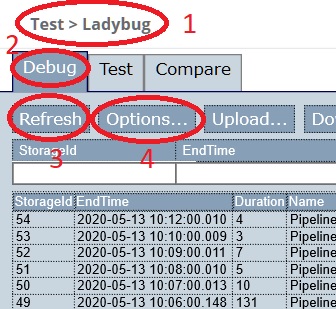 Test > Ladybug 1
2
Debug Test Compare
Refresh Options... Upload... Do
StorageId EndTime
3 4
StorageId EndTime Duration Name
54 2020-05-13 10:12:00.010 4 Pipeline
53 2020-05-13 10:10:00.009 3 Pipeline
52 2020-05-13 10:09:00.011 7 Pipeline
51 2020-05-13 10:08:00.010 5 Pipeline
50 2020-05-13 10:07:00.013 10 Pipeline
49 2020-05-13 10:06:00.148 131 Pipeline